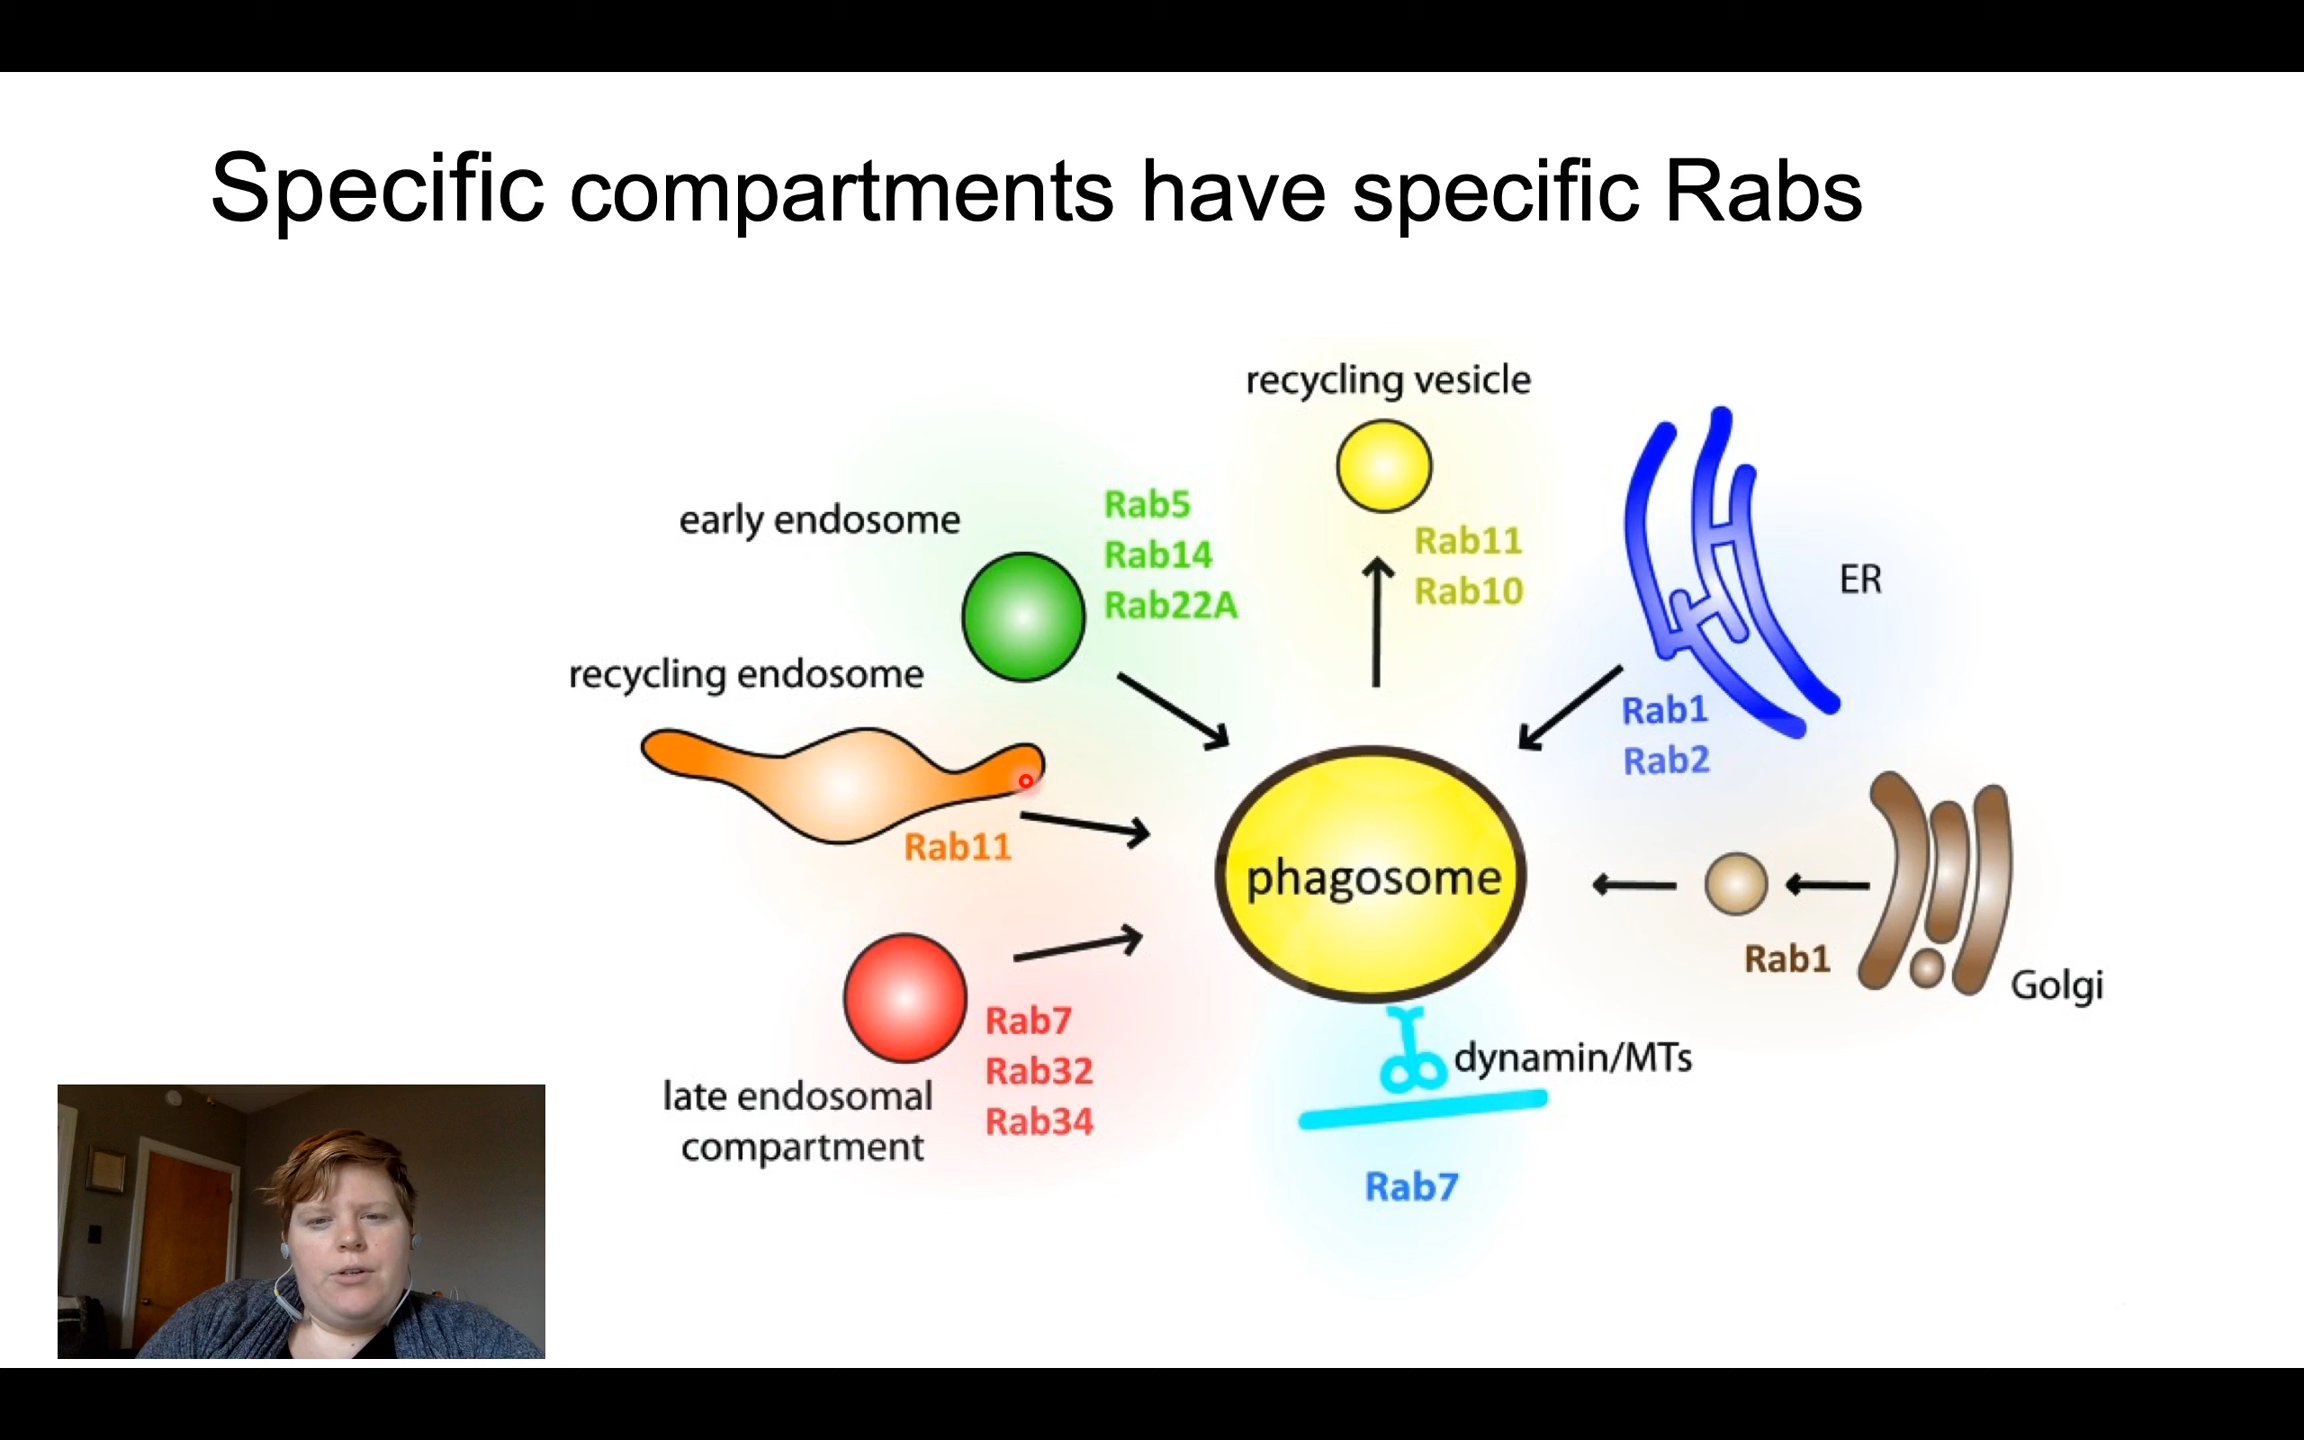 Specific compartments have specific Rabs
recycling vesicle
Rab11
Rab10
early endosome
Rab5
Rab14
Rab22A
ER
Rab1
Rab2
recycling endosome
Rab11
phagosome
Rab1
Golgi
late endosomal
compartment
Rab7
Rab32
Rab34
dynamin/MTs
Rab7